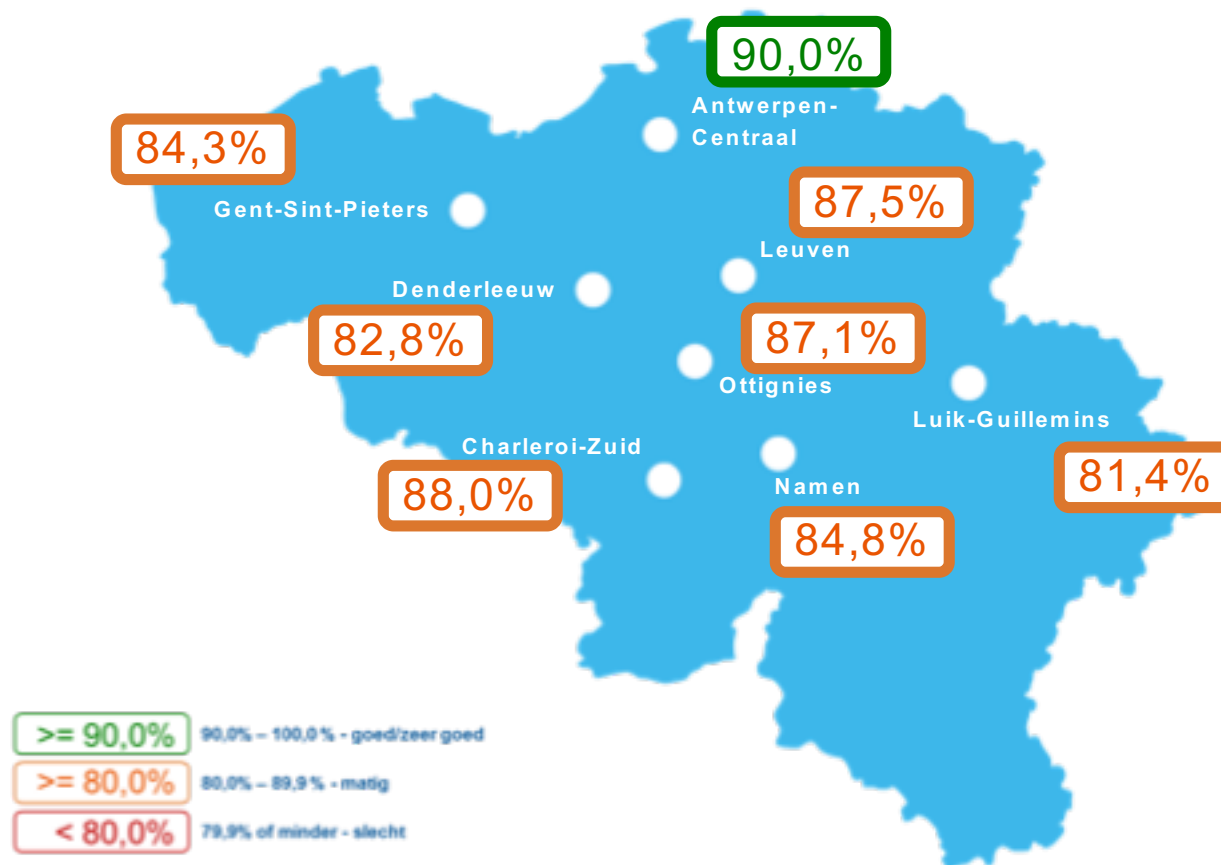 90,0%
Antwerpen-
Centraal
84,3%
Gent-Sint-Pieters
87,5%
Leuven
Denderleeuw
82,8%
87,1%
Ottignies
Luik-Guillemins
81,4%
Charleroi-Zuid
88,0%
Namen
84,8%
>= 90,0% 90,0% – 100,0% - goed/zeer goed
>= 80,0% 80,0% – 89,9% - matig
< 80,0% 79,9% of minder - slecht